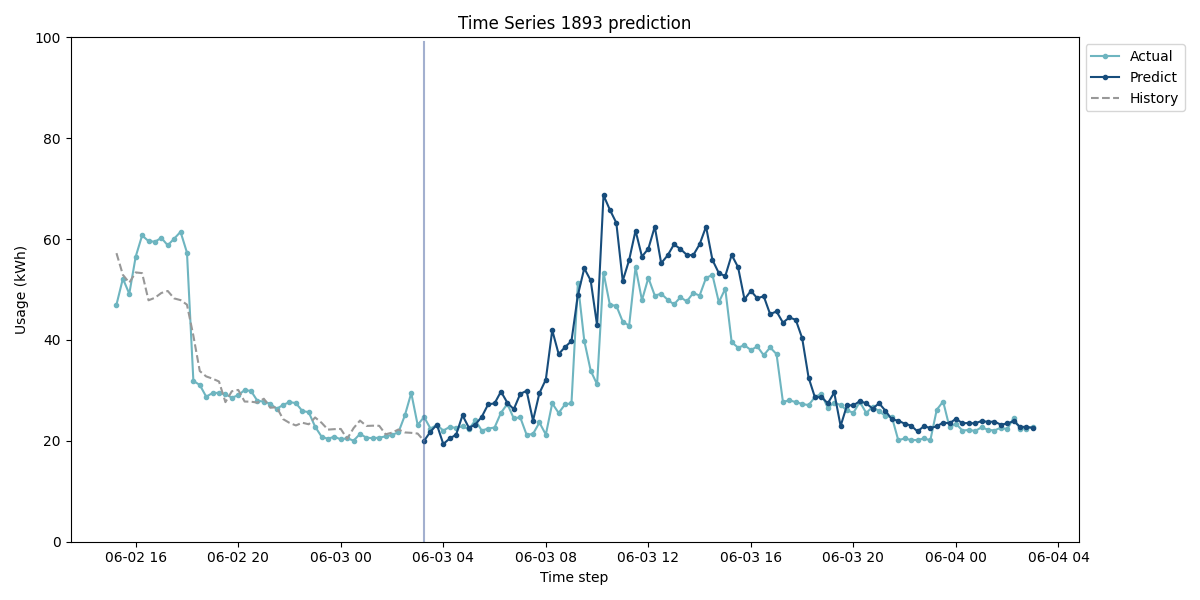 Time Series 1893 prediction
100
80
60
40
20
0
Usage (kWh)
06-02 16
06-02 20
06-03 00
06-03 04
06-03 08
06-03 12
06-03 16
06-03 20
06-04 00
06-04 04
Time step
Actual
Predict
History